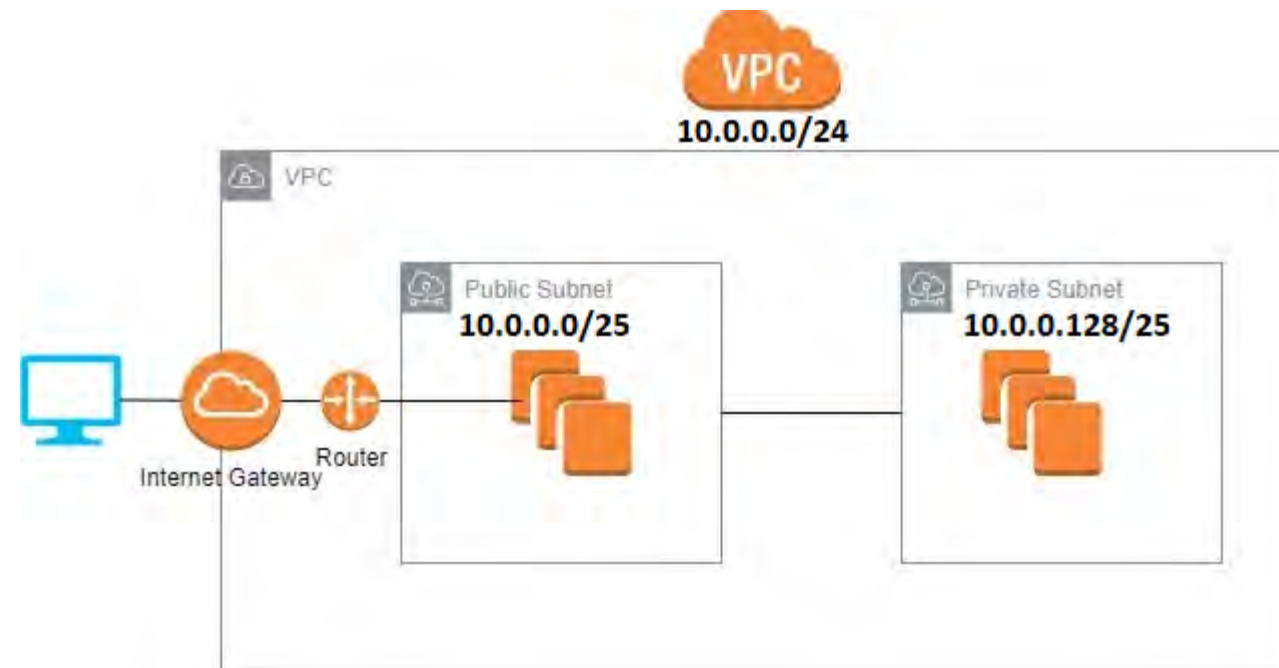 VPC
10.0.0.0/24
VPC
Public Subnet
10.0.0.0/25
Private Subnet
10.0.0.128/25
Router
Internet Gateway